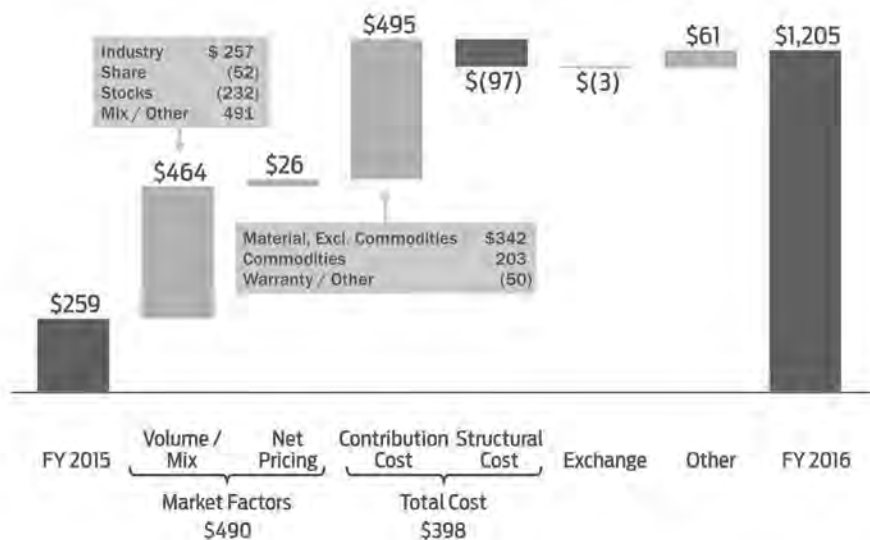 $495
$61
$1,205
Industry $ 257
Share (52)
Stocks (232)
Mix / Other 491
$(97)
$(3)
$464
$26
Material, Excl. Commodities $342
Commodities 203
Warranty / Other (50)
$259
FY 2015
Volume /
Mix
Net
Pricing
Contribution
Cost
Structural
Cost
Exchange
Other
FY 2016
Market Factors
$490
Total Cost
$398